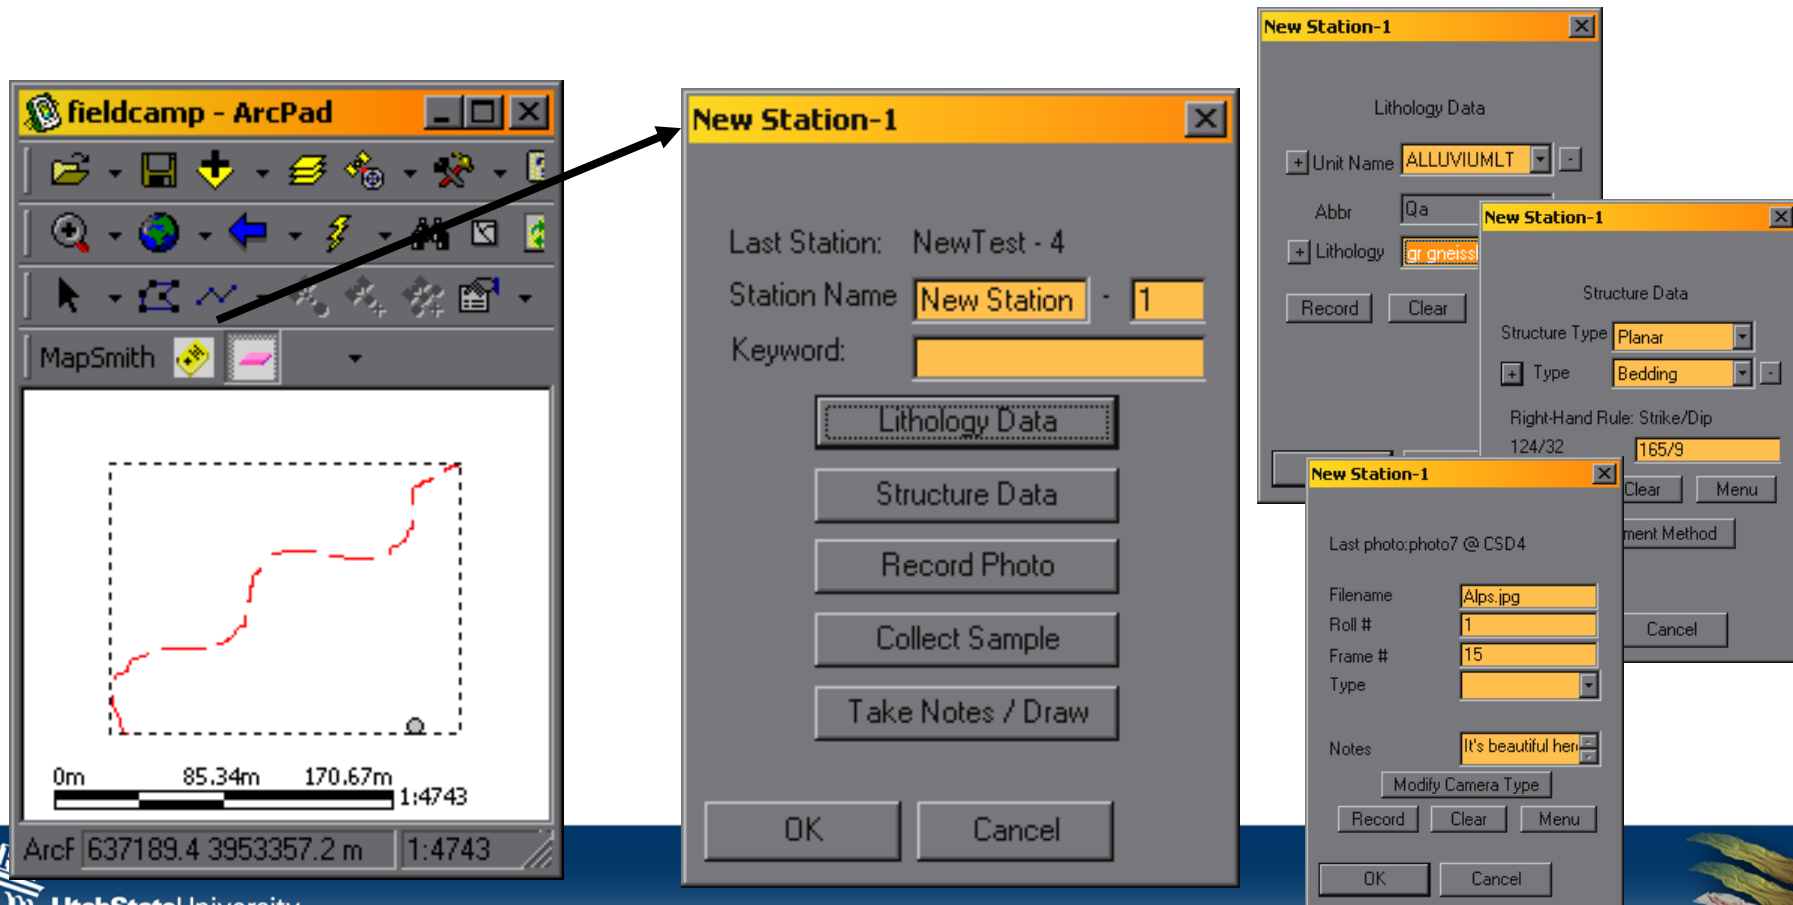 fieldcamp - ArcPad
MapSmith
0m 85.34m 170.67m
1:4743
ArcF 637189.4 3953357.2 m 1:4743
UtahStateUniversity
New Station-1
Last Station: NewTest - 4
Station Name New Station - 1
Keyword:
Lithology Data
Structure Data
Record Photo
Collect Sample
Take Notes / Draw
OK Cancel
New Station-1
Lithology Data
+ Unit Name ALLUVIUMLT -
Abbr Qa
+ Lithology gr gneiss
Record Clear
New Station-1
Structure Data
Structure Type Planar
+ Type Bedding -
Right-Hand Rule: Strike/Dip
124/32 165/9
Clear Menu
ment Method
Cancel
New Station-1
Last photo:photo7 @ CSD4
Filename Alps.jpg
Roll # 1
Frame # 15
Type
Notes It's beautiful her
Modify Camera Type
Record Clear Menu
OK Cancel